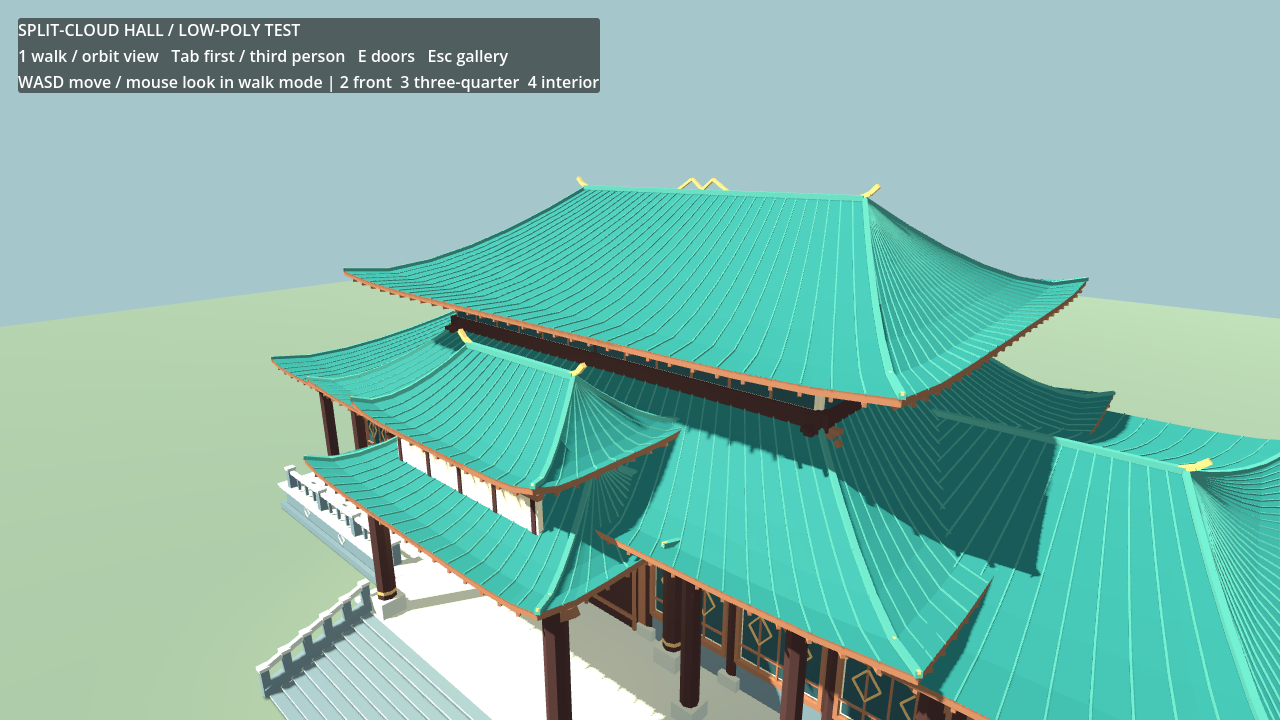 SPLIT-CLOUD HALL / LOW-POLY TEST
1 walk / orbit view   Tab first / third person   E doors   Esc gallery
WASD move / mouse look in walk mode | 2 front  3 three-quarter  4 interior